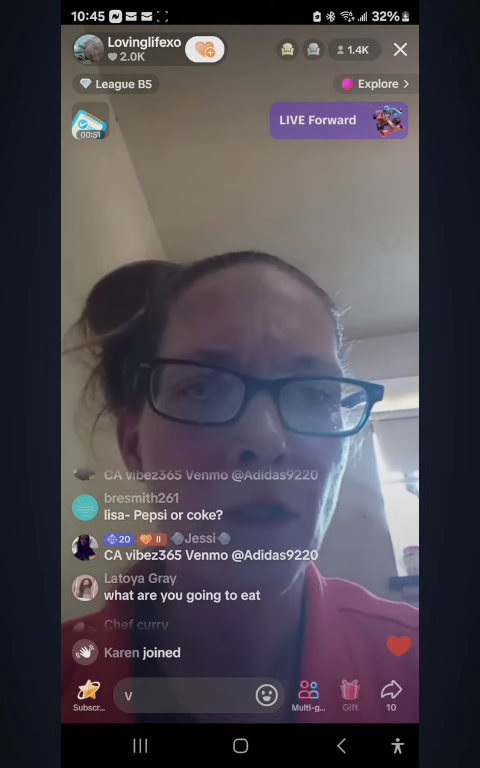 10:45
32%
Lovinglifexo
2.0K
1.4K
League B5
Explore >
00:51
LIVE Forward
CA vibez365 Venmo @Adidas9220
bresmith261
lisa- Pepsi or coke?
20 II Jessi
CA vibez365 Venmo @Adidas9220
Latoya Gray
what are you going to eat
Chef curry
Karen joined
v
Subscr...
Multi-g...
Gift
10